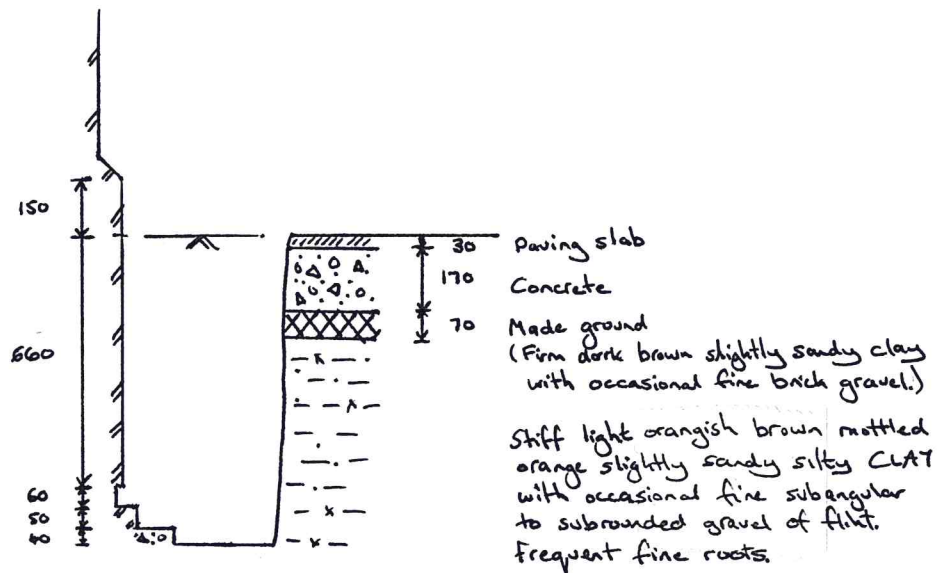 150
660
60
50
40
30 Paving slab
170 Concrete
70 Made ground
(Firm dark brown slightly sandy clay
with occasional fine brick gravel.)
Stiff light orangish brown mottled
orange slightly sandy silty CLAY
with occasional fine subangular
to subrounded gravel of flint.
Frequent fine roots.